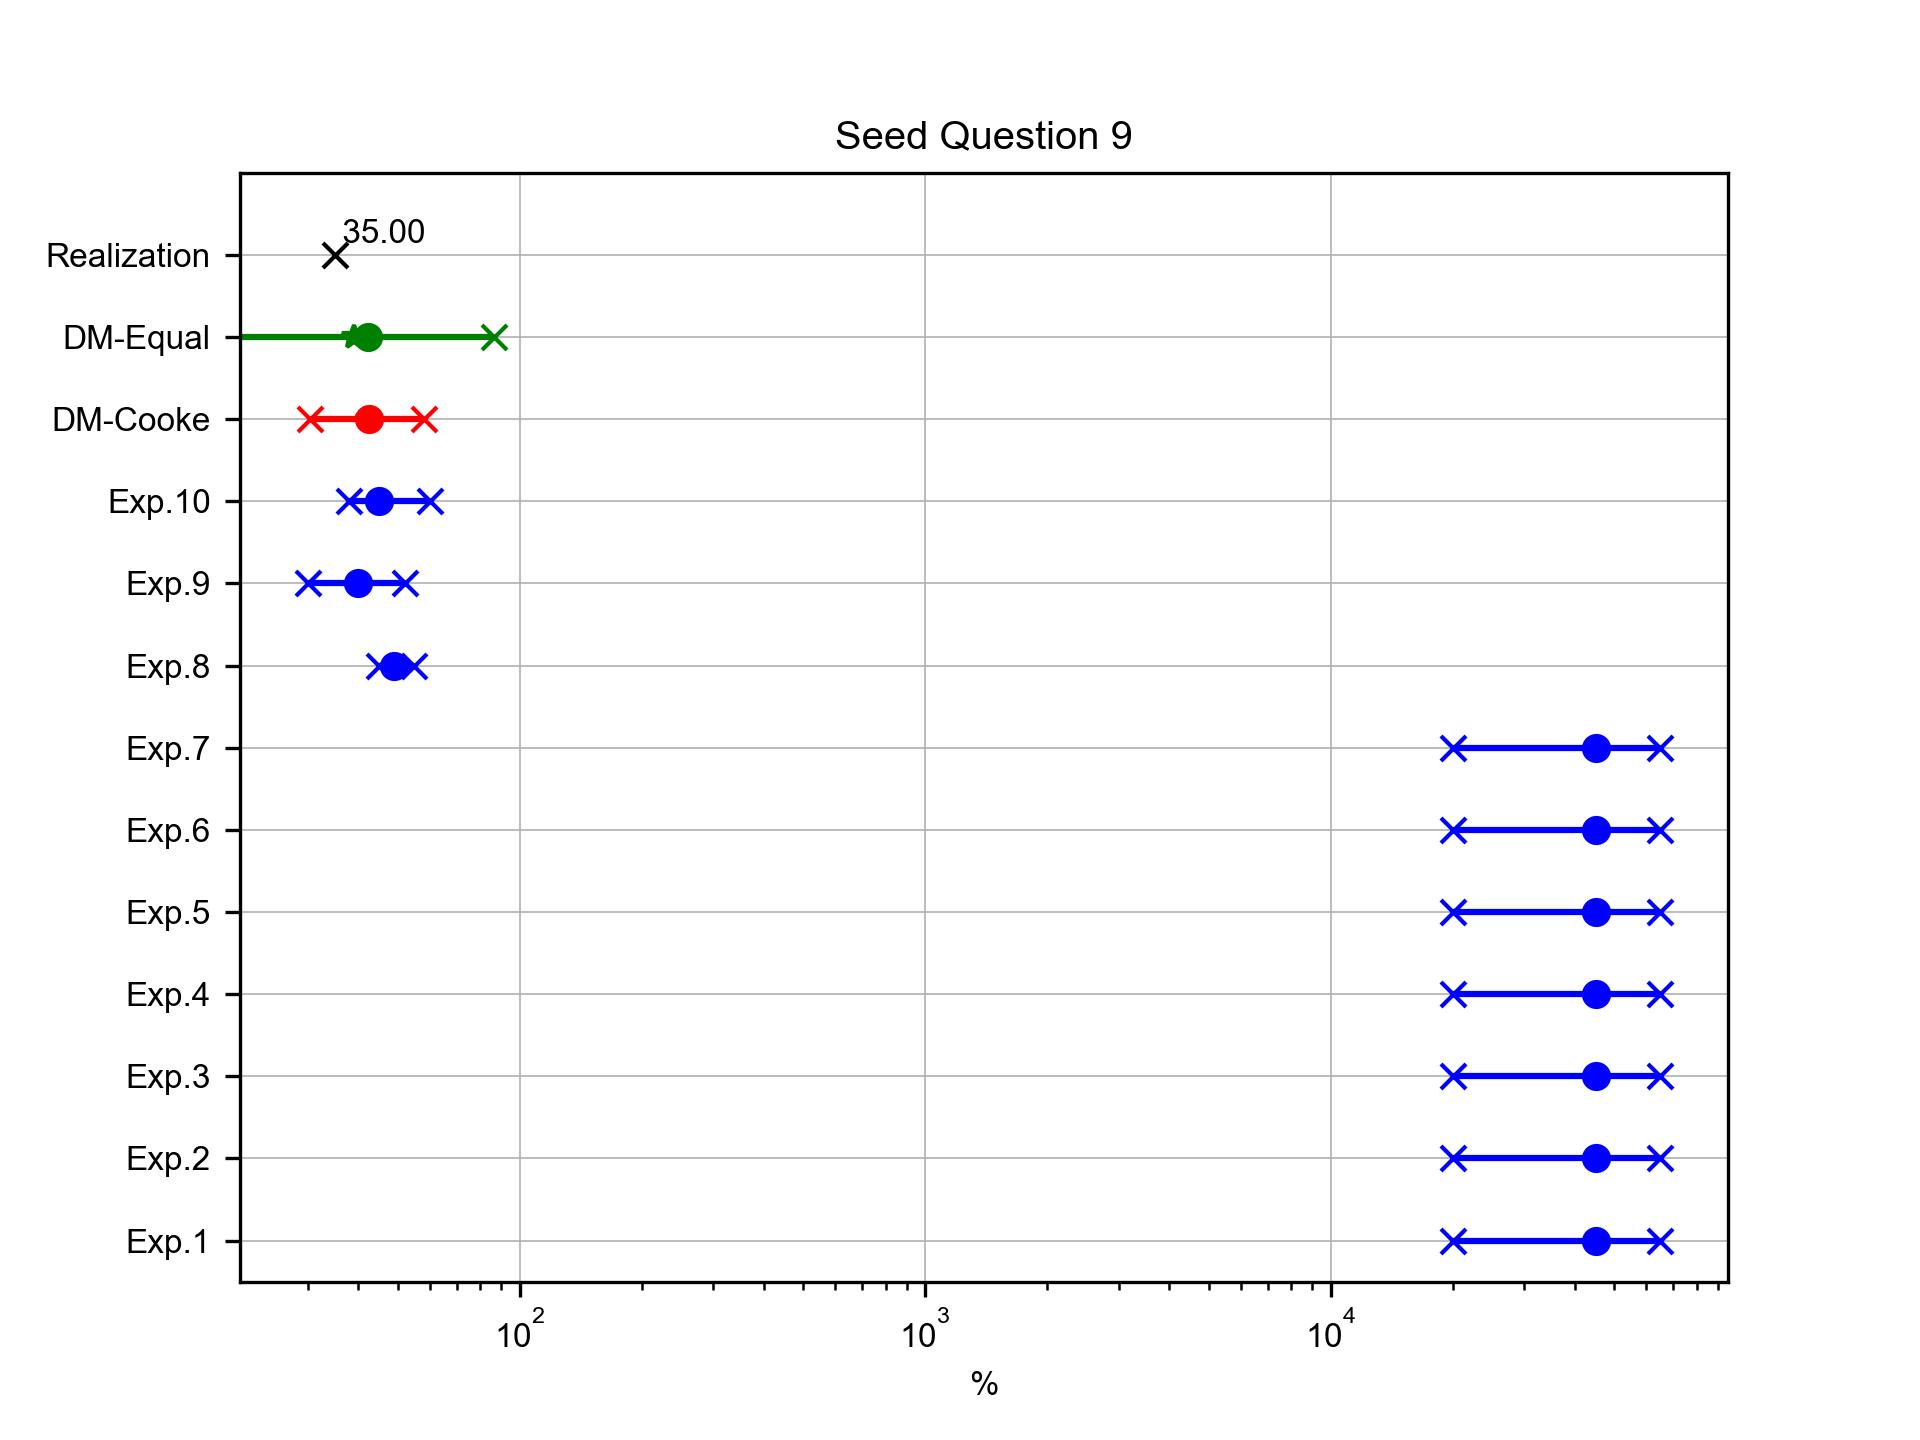 Seed Question 9
35.00
Realization
DM-Equal
DM-Cooke
Exp.10
Exp.9
Exp.8
Exp.7
Exp.6
Exp.5
Exp.4
Exp.3
Exp.2
Exp.1
10² 10³ 10⁴
%